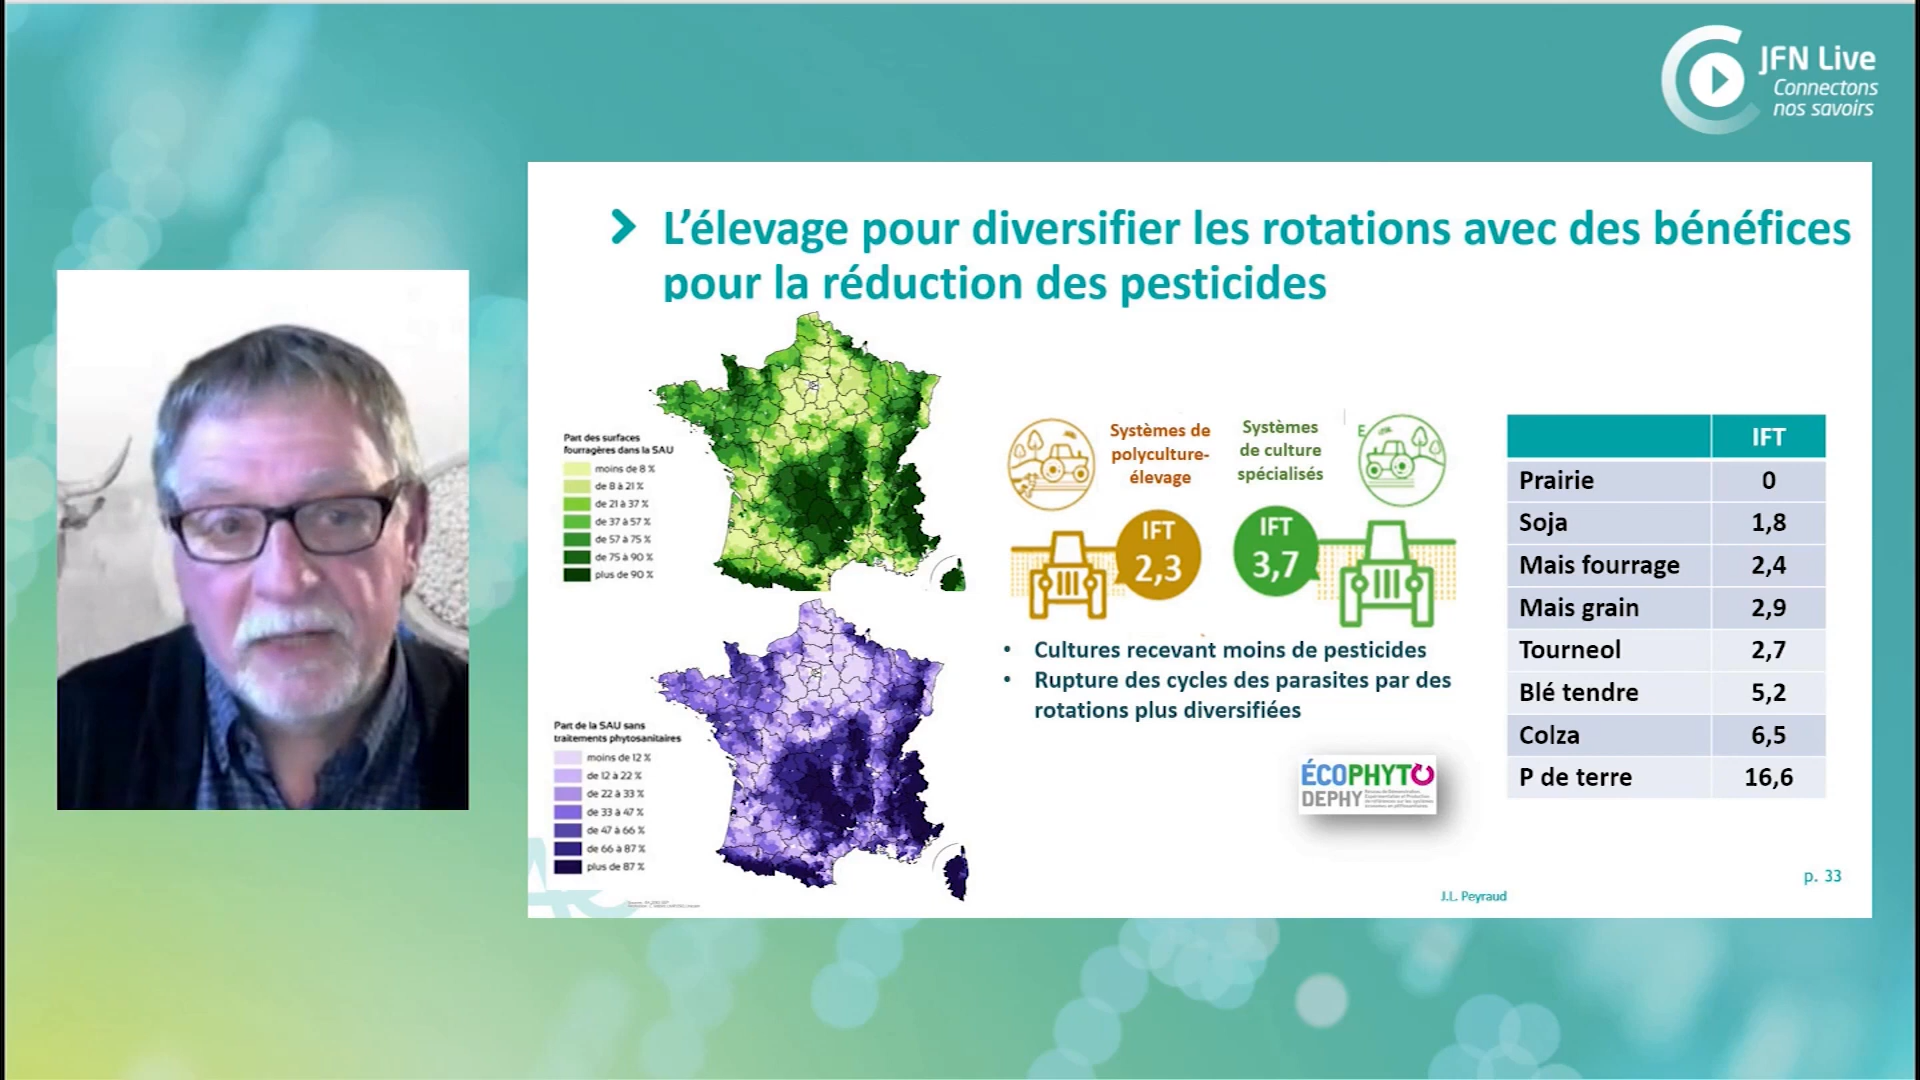 JFN Live
Connectons
nos savoirs
L’élevage pour diversifier les rotations avec des bénéfices
pour la réduction des pesticides
Part des surfaces
fourragères dans la SAU
moins de 8 %
de 8 à 21 %
de 21 à 37 %
de 37 à 57 %
de 57 à 75 %
de 75 à 90 %
plus de 90 %
Part de la SAU sans
traitements phytosanitaires
moins de 12 %
de 12 à 22 %
de 22 à 33 %
de 33 à 47 %
de 47 à 66 %
de 66 à 87 %
plus de 87 %
Systèmes de
polyculture-
élevage
Systèmes
de culture
spécialisés
E
IFT
2,3
IFT
3,7
• Cultures recevant moins de pesticides
• Rupture des cycles des parasites par des
rotations plus diversifiées
ÉCOPHYTO
DEPHY
IFT
Prairie 0
Soja 1,8
Mais fourrage 2,4
Mais grain 2,9
Tourneol 2,7
Blé tendre 5,2
Colza 6,5
P de terre 16,6
p. 33
J.L. Peyraud